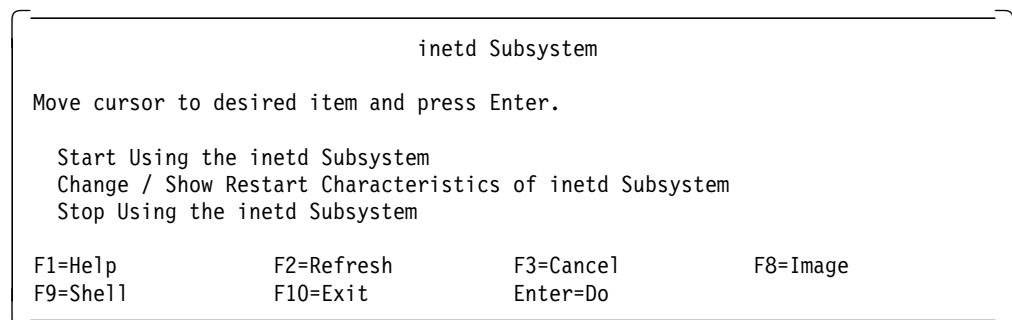 inetd Subsystem
Move cursor to desired item and press Enter.
Start Using the inetd Subsystem
Change / Show Restart Characteristics of inetd Subsystem
Stop Using the inetd Subsystem
F1=Help F2=Refresh F3=Cancel F8=Image
F9=Shell F10=Exit Enter=Do